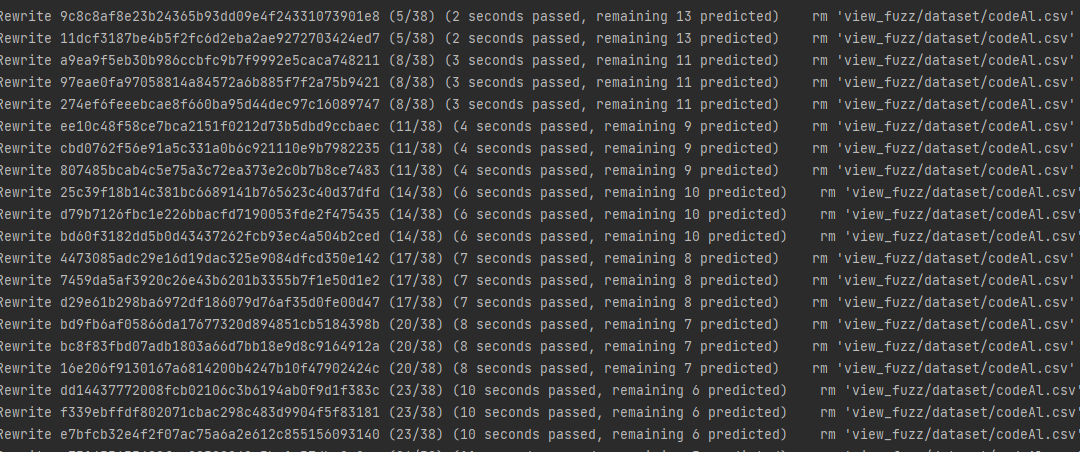 Rewrite 9c8c8af8e23b24365b93dd09e4f24331073901e8 (5/38) (2 seconds passed, remaining 13 predicted)    rm 'view_fuzz/dataset/codeAl.csv'
Rewrite 11dcf3187be4b5f2fc6d2eba2ae9272703424ed7 (5/38) (2 seconds passed, remaining 13 predicted)    rm 'view_fuzz/dataset/codeAl.csv'
Rewrite a9ea9f5eb30b986ccbfc9b7f9992e5caca748211 (8/38) (3 seconds passed, remaining 11 predicted)    rm 'view_fuzz/dataset/codeAl.csv'
Rewrite 97eae0fa97058814a84572a6b885f7f2a75b9421 (8/38) (3 seconds passed, remaining 11 predicted)    rm 'view_fuzz/dataset/codeAl.csv'
Rewrite 274ef6feeebcae8f660ba95d44dec97c16089747 (8/38) (3 seconds passed, remaining 11 predicted)    rm 'view_fuzz/dataset/codeAl.csv'
Rewrite ee10c48f58ce7bca2151f0212d73b5dbd9ccbaec (11/38) (4 seconds passed, remaining 9 predicted)    rm 'view_fuzz/dataset/codeAl.csv'
Rewrite cbd0762f56e91a5c331a0b6c921110e9b7982235 (11/38) (4 seconds passed, remaining 9 predicted)    rm 'view_fuzz/dataset/codeAl.csv'
Rewrite 807485bcab4c5e75a3c72ea373e2c0b7b8ce7483 (11/38) (4 seconds passed, remaining 9 predicted)    rm 'view_fuzz/dataset/codeAl.csv'
Rewrite 25c39f18b14c381bc6689141b765623c40d37dfd (14/38) (6 seconds passed, remaining 10 predicted)    rm 'view_fuzz/dataset/codeAl.csv'
Rewrite d79b7126fbc1e226bbacfd7190053fde2f475435 (14/38) (6 seconds passed, remaining 10 predicted)    rm 'view_fuzz/dataset/codeAl.csv'
Rewrite bd60f3182dd5b0d43437262fcb93ec4a504b2ced (14/38) (6 seconds passed, remaining 10 predicted)    rm 'view_fuzz/dataset/codeAl.csv'
Rewrite 4473085adc29e16d19dac325e9084dfcd350e142 (17/38) (7 seconds passed, remaining 8 predicted)    rm 'view_fuzz/dataset/codeAl.csv'
Rewrite 7459da5af3920c26e43b6201b3355b7f1e50d1e2 (17/38) (7 seconds passed, remaining 8 predicted)    rm 'view_fuzz/dataset/codeAl.csv'
Rewrite d29e61b298ba6972df186079d76af35d0fe00d47 (17/38) (7 seconds passed, remaining 8 predicted)    rm 'view_fuzz/dataset/codeAl.csv'
Rewrite bd9fb6af05866da17677320d894851cb5184398b (20/38) (8 seconds passed, remaining 7 predicted)    rm 'view_fuzz/dataset/codeAl.csv'
Rewrite bc8f83fbd07adb1803a66d7bb18e9d8c9164912a (20/38) (8 seconds passed, remaining 7 predicted)    rm 'view_fuzz/dataset/codeAl.csv'
Rewrite 16e206f9130167a6814200b4247b10f47902424c (20/38) (8 seconds passed, remaining 7 predicted)    rm 'view_fuzz/dataset/codeAl.csv'
Rewrite dd14437772008fcb02106c3b6194ab0f9d1f383c (23/38) (10 seconds passed, remaining 6 predicted)    rm 'view_fuzz/dataset/codeAl.csv'
Rewrite f339ebffdf802071cbac298c483d9904f5f83181 (23/38) (10 seconds passed, remaining 6 predicted)    rm 'view_fuzz/dataset/codeAl.csv'
Rewrite e7bfcb32e4f2f07ac75a6a2e612c855156093140 (23/38) (10 seconds passed, remaining 6 predicted)    rm 'view_fuzz/dataset/codeAl.csv'